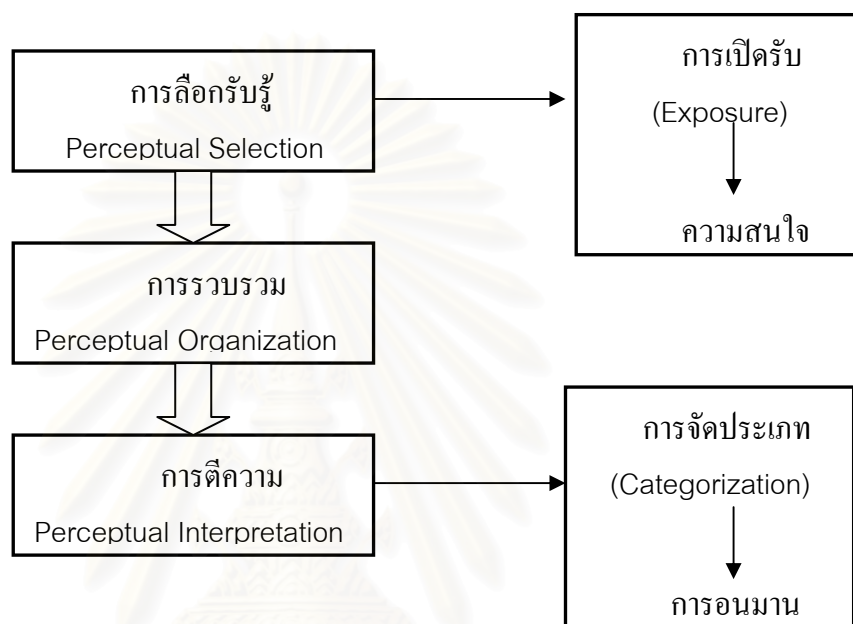 การลือกรับรู้
Perceptual Selection
การเปิดรับ
(Exposure)
ความสนใจ
การรวบรวม
Perceptual Organization
การตีความ
Perceptual Interpretation
การจัดประเภท
(Categorization)
การอนมาน